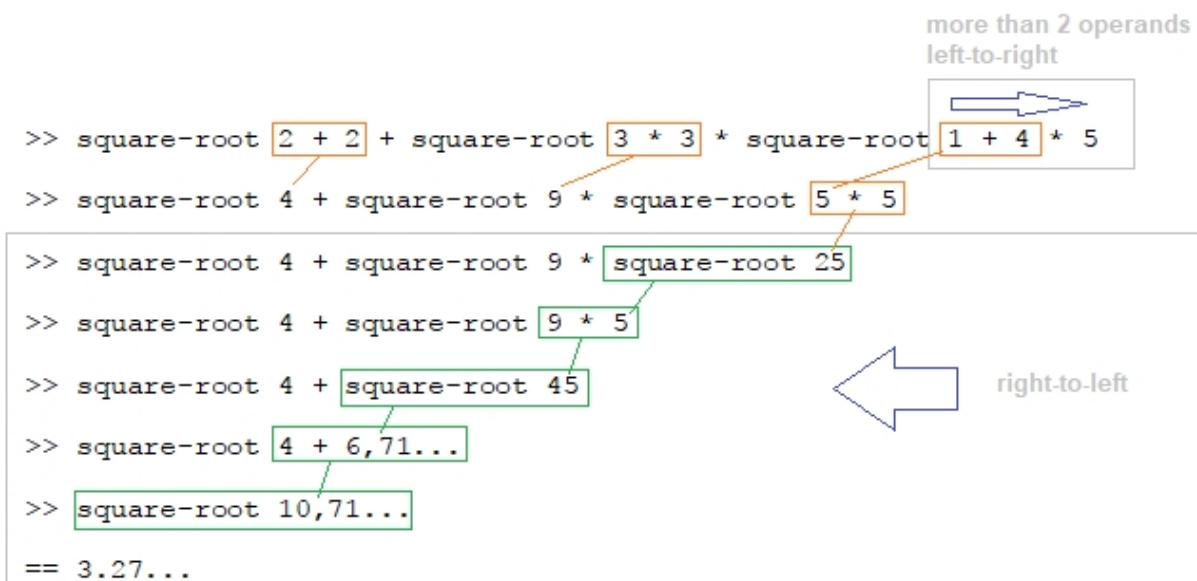 more than 2 operands
left-to-right
>> square-root 2 + 2 + square-root 3 * 3 * square-root 1 + 4 * 5
>> square-root 4 + square-root 9 * square-root 5 * 5
>> square-root 4 + square-root 9 * square-root 25
>> square-root 4 + square-root 9 * 5
>> square-root 4 + square-root 45
right-to-left
>> square-root 4 + 6,71...
>> square-root 10,71...
== 3.27...